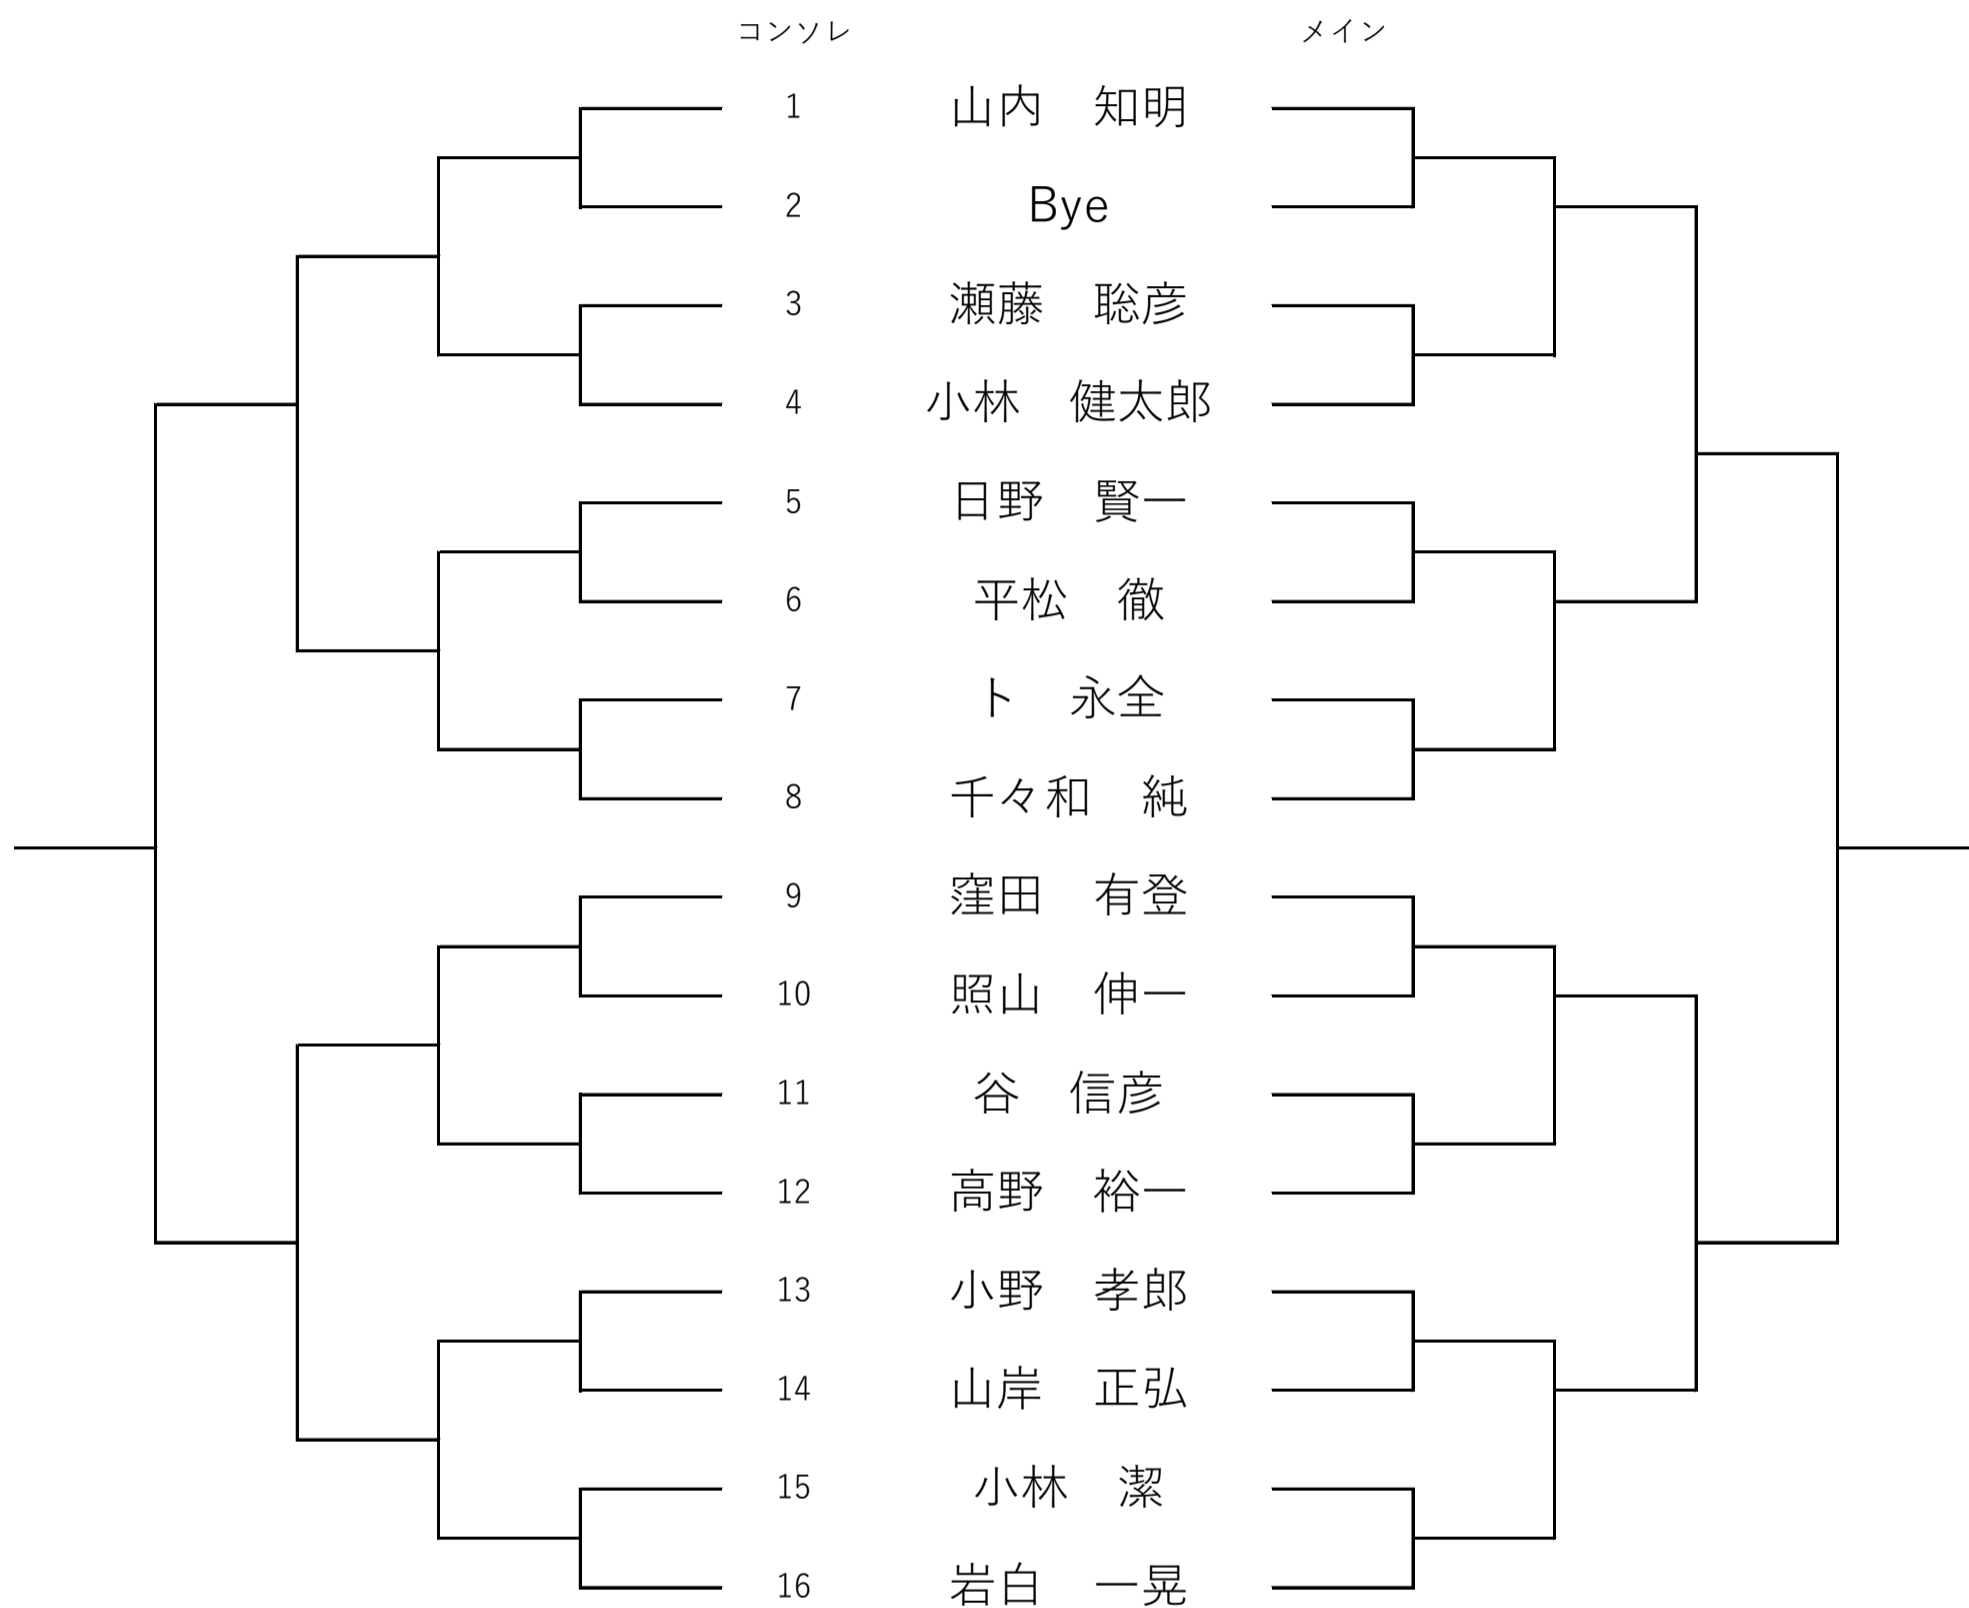 コンソレ　メイン
1　山内　知明
2　Bye
3　瀬藤　聡彦
4　小林　健太郎
5　日野　賢一
6　平松　徹
7　卜　永全
8　千々和　純
9　窪田　有登
10　照山　伸一
11　谷　信彦
12　高野　裕一
13　小野　孝郎
14　山岸　正弘
15　小林　潔
16　岩白　一晃